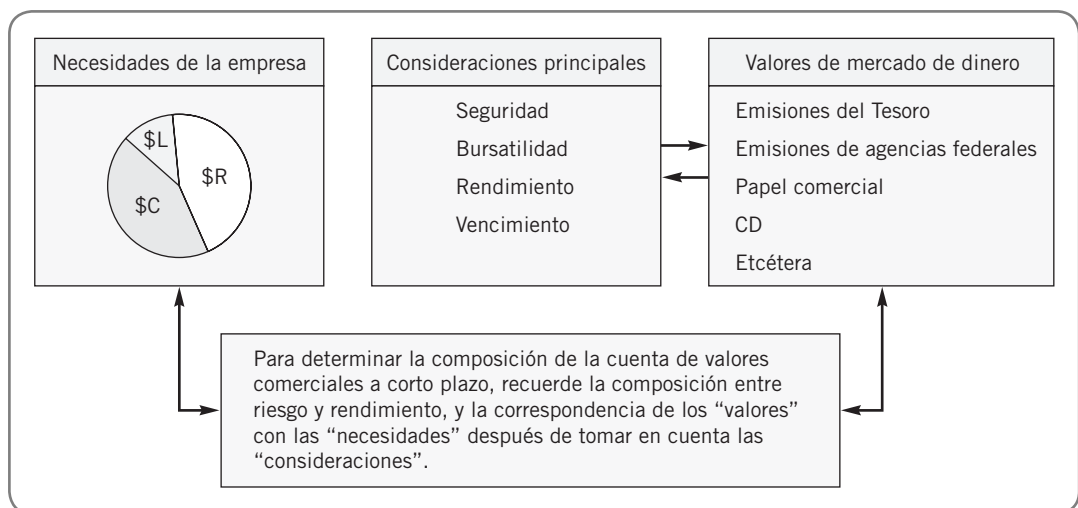 Necesidades de la empresa
$L
$R
$C
Consideraciones principales
Seguridad
Bursatilidad
Rendimiento
Vencimiento
Valores de mercado de dinero
Emisiones del Tesoro
Emisiones de agencias federales
Papel comercial
CD
Etcétera
Para determinar la composición de la cuenta de valores
comerciales a corto plazo, recuerde la composición entre
riesgo y rendimiento, y la correspondencia de los “valores”
con las “necesidades” después de tomar en cuenta las
“consideraciones”.